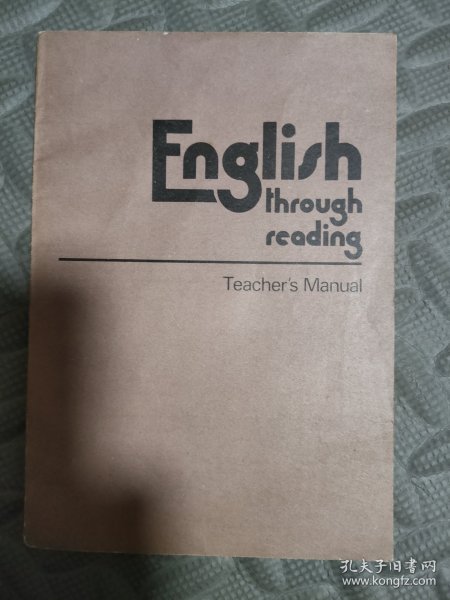 English
through
reading
Teacher's Manual
孔夫子旧书网
www.kongfz.com